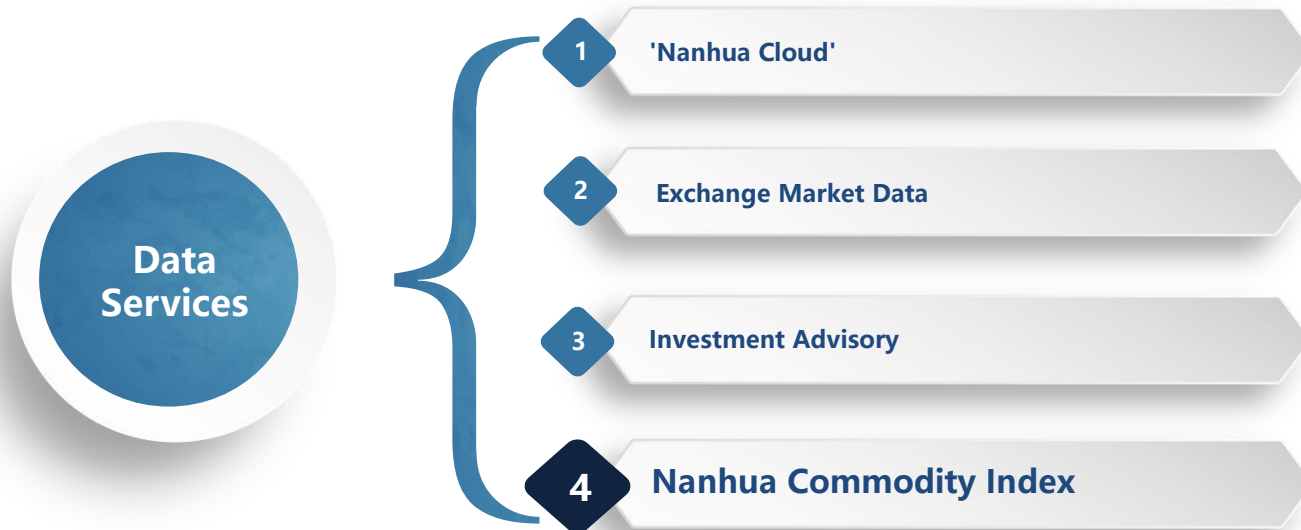 Data
Services
1
'Nanhua Cloud'
2
Exchange Market Data
3
Investment Advisory
4
Nanhua Commodity Index